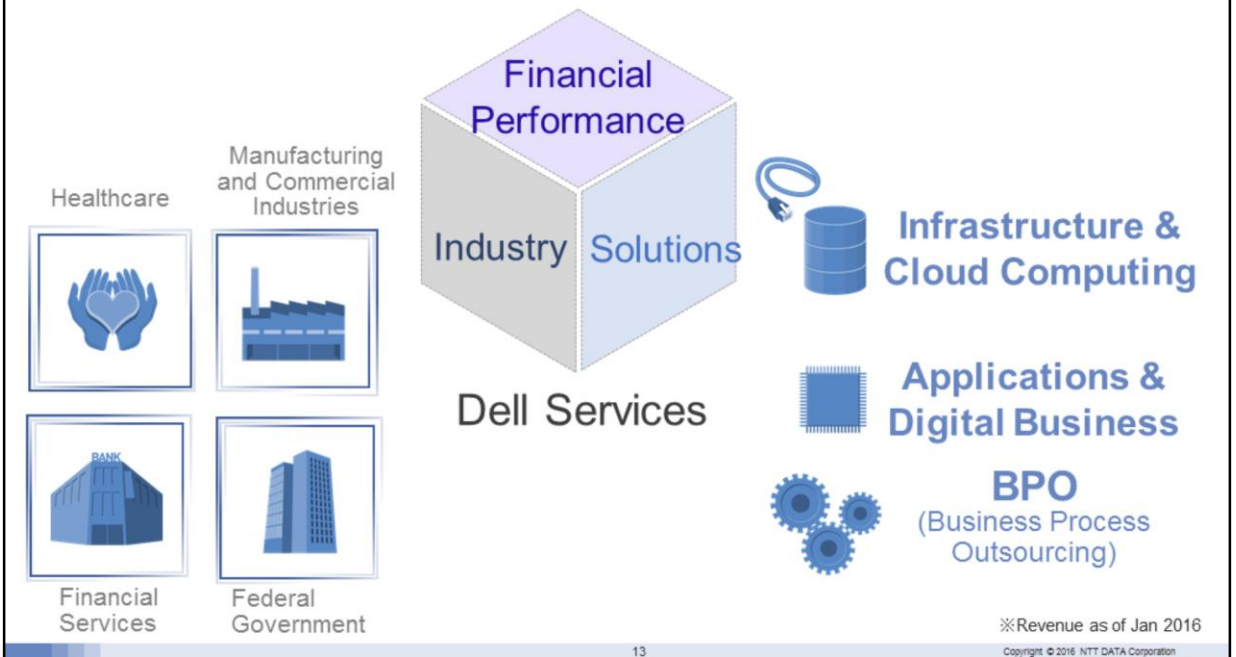 Financial
Performance
Industry
Solutions
Dell Services
Healthcare
Manufacturing
and Commercial
Industries
BANK
Financial
Services
Federal
Government
Infrastructure &
Cloud Computing
Applications &
Digital Business
BPO
(Business Process
Outsourcing)
※Revenue as of Jan 2016
13
Copyright © 2016 NTT DATA Corporation